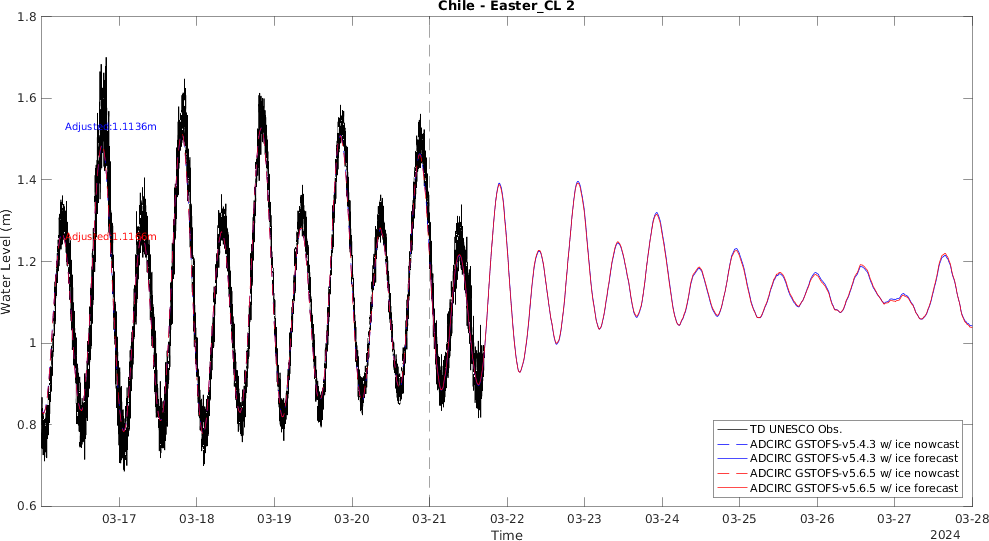 Chile - Easter_CL 2
1.8
1.6
1.4
1.2
1
0.8
0.6
Water Level (m)
Adjusted:1.1136m
03-17
03-18
03-19
03-20
03-21
03-22
03-23
03-24
03-25
03-26
03-27
03-28
2024
Time
TD UNESCO Obs.
ADCIRC GSTOFS-v5.4.3 w/ ice nowcast
ADCIRC GSTOFS-v5.4.3 w/ ice forecast
ADCIRC GSTOFS-v5.6.5 w/ ice nowcast
ADCIRC GSTOFS-v5.6.5 w/ ice forecast